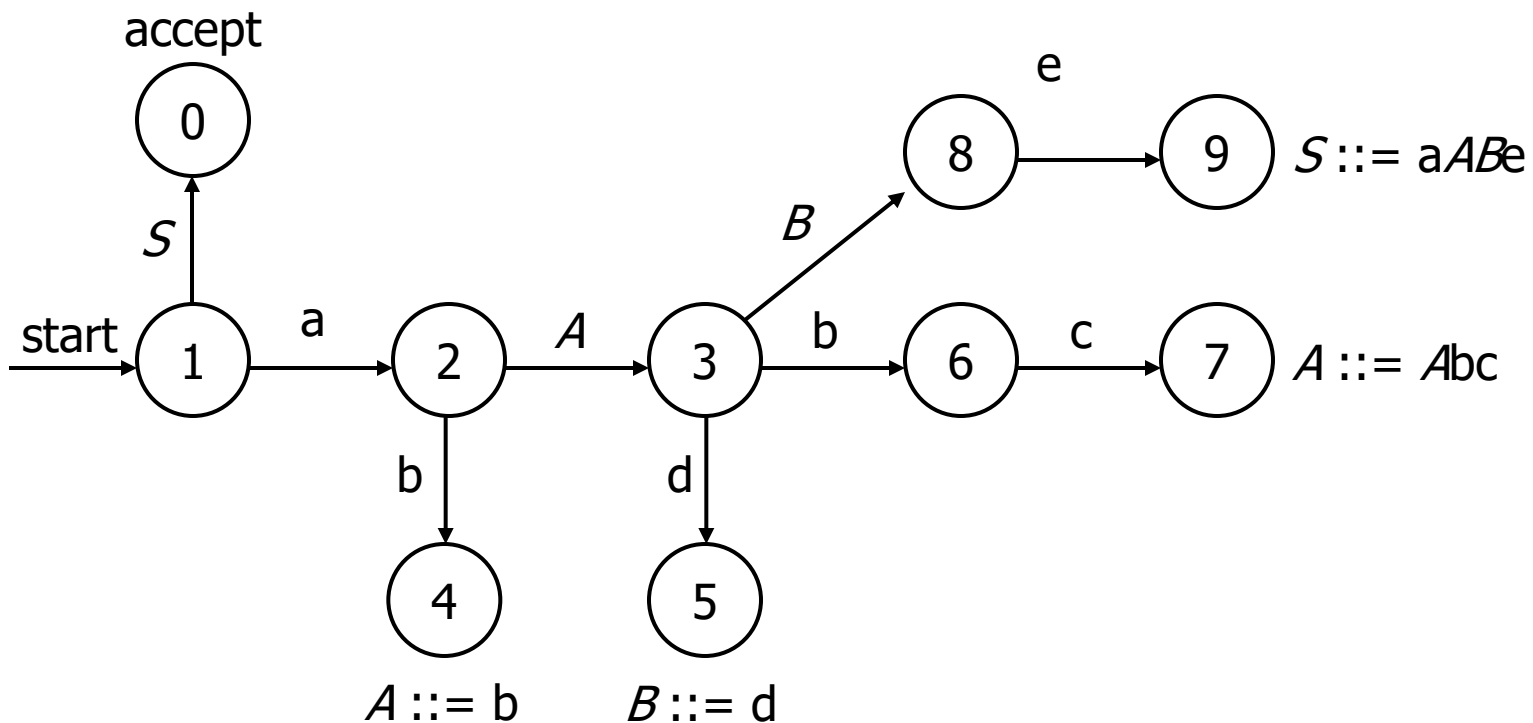 accept
0
e
8
9
S ::= aABe
B
S
start
1
a
2
A
3
b
6
c
7
A ::= Abc
b
d
4
5
A ::= b
B ::= d